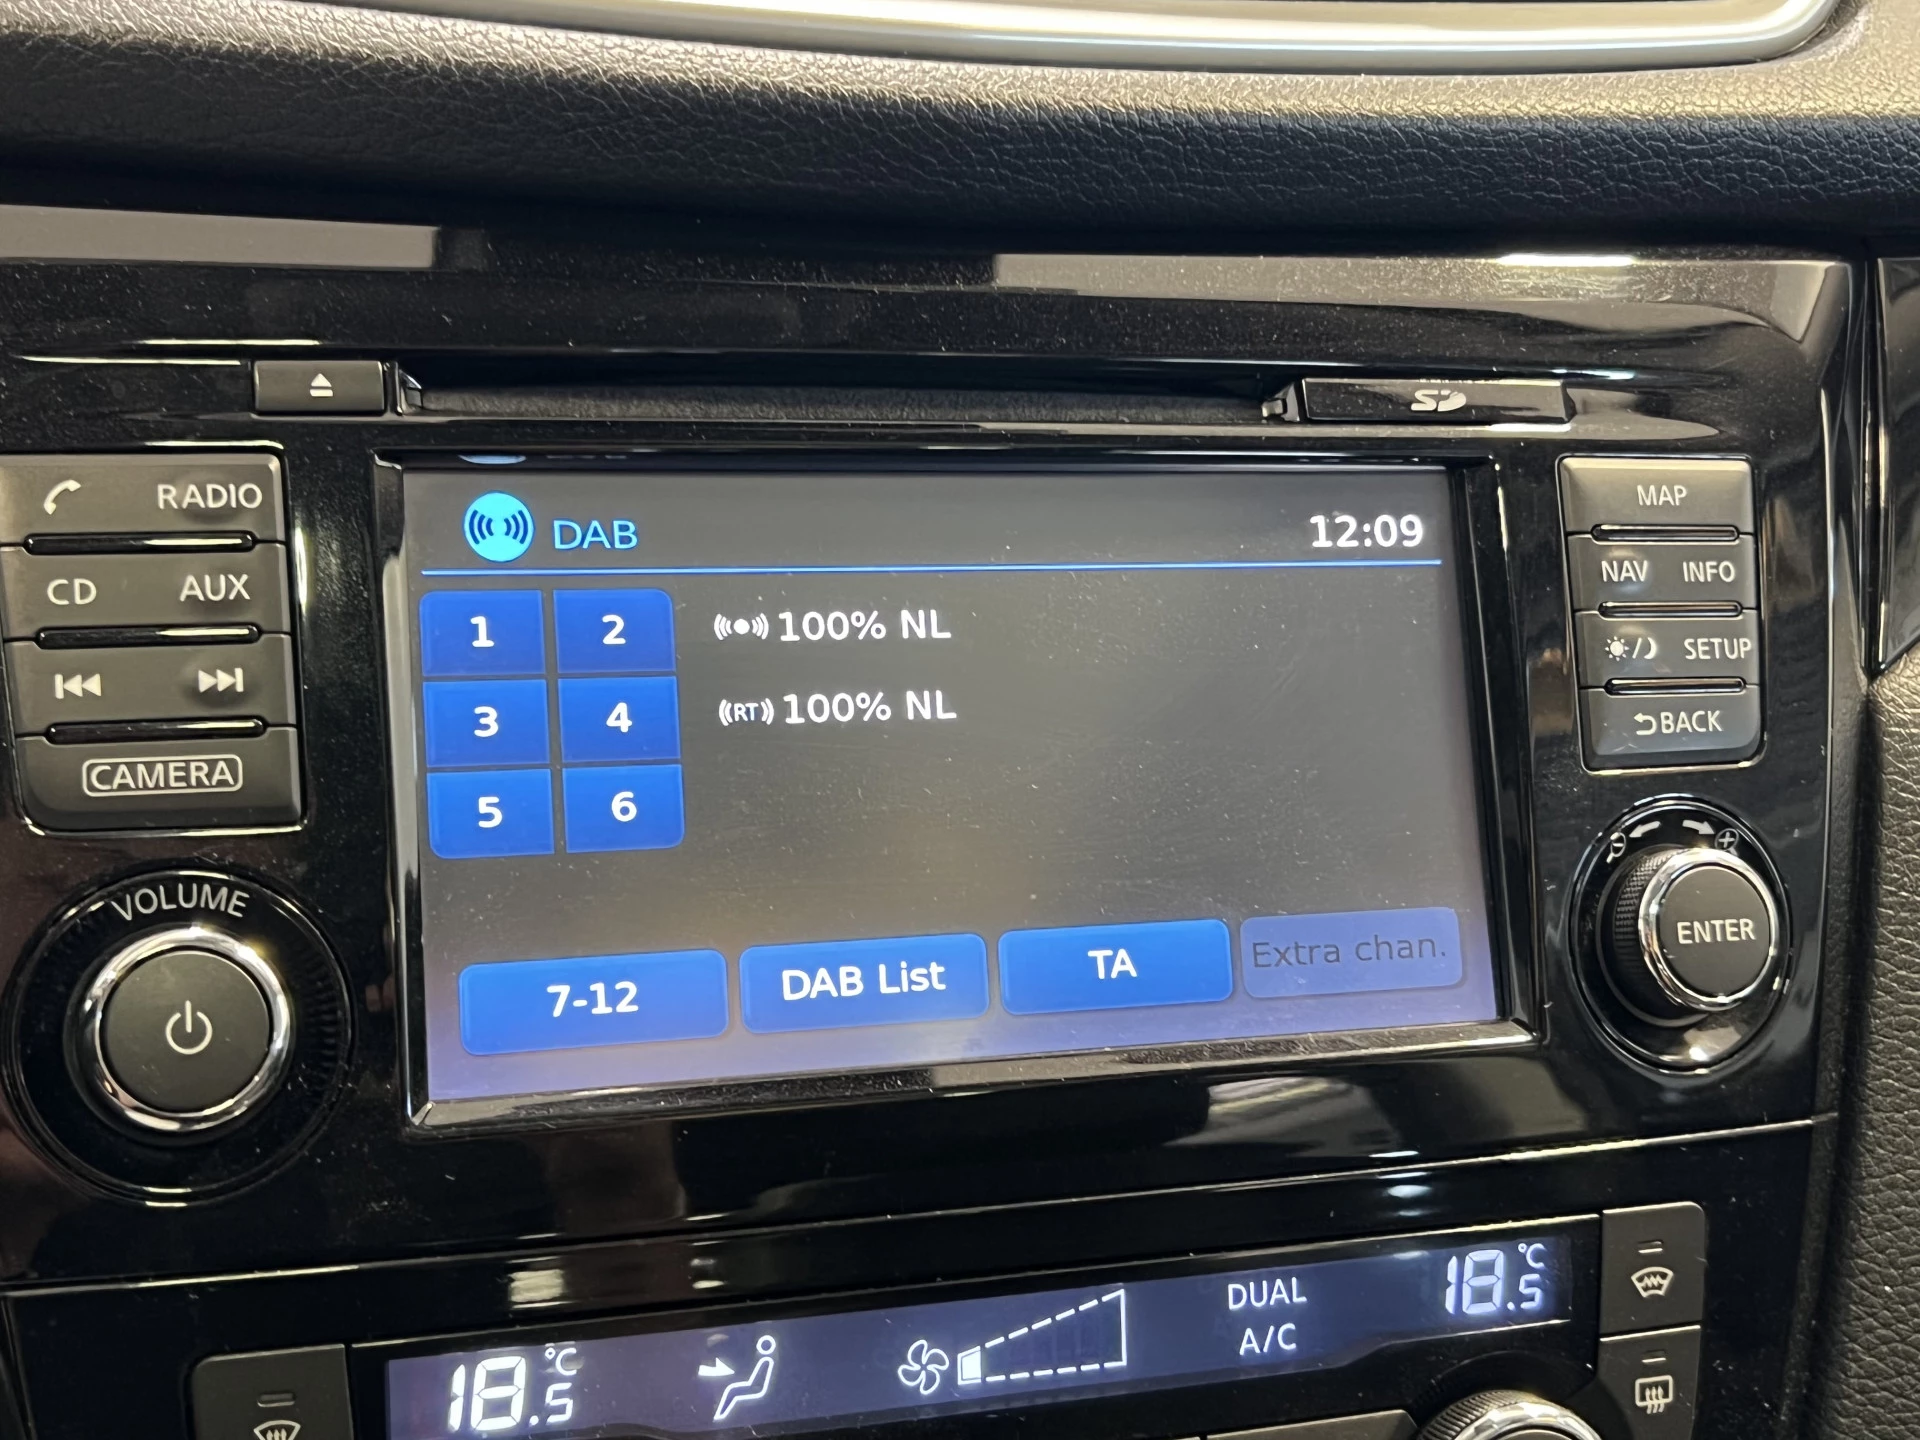 SD
RADIO
CD AUX
CAMERA
VOLUME
DAB
12:09
1 2
3 4
5 6
100% NL
RT 100% NL
7-12
DAB List
TA
Extra chan.
MAP
NAV INFO
SETUP
BACK
ENTER
18.5 °C
DUAL
A/C
18.5 °C